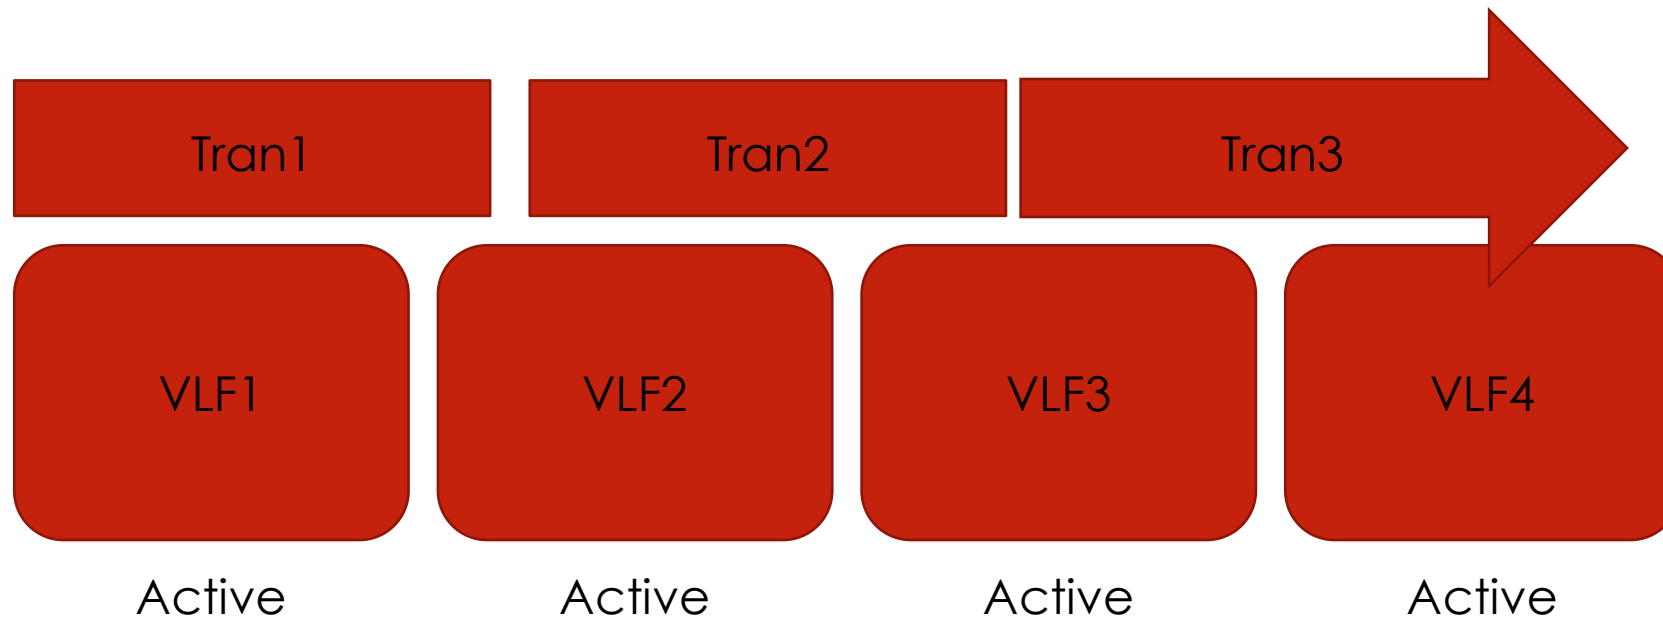 Tran1 Tran2 Tran3
VLF1 VLF2 VLF3 VLF4
Active Active Active Active